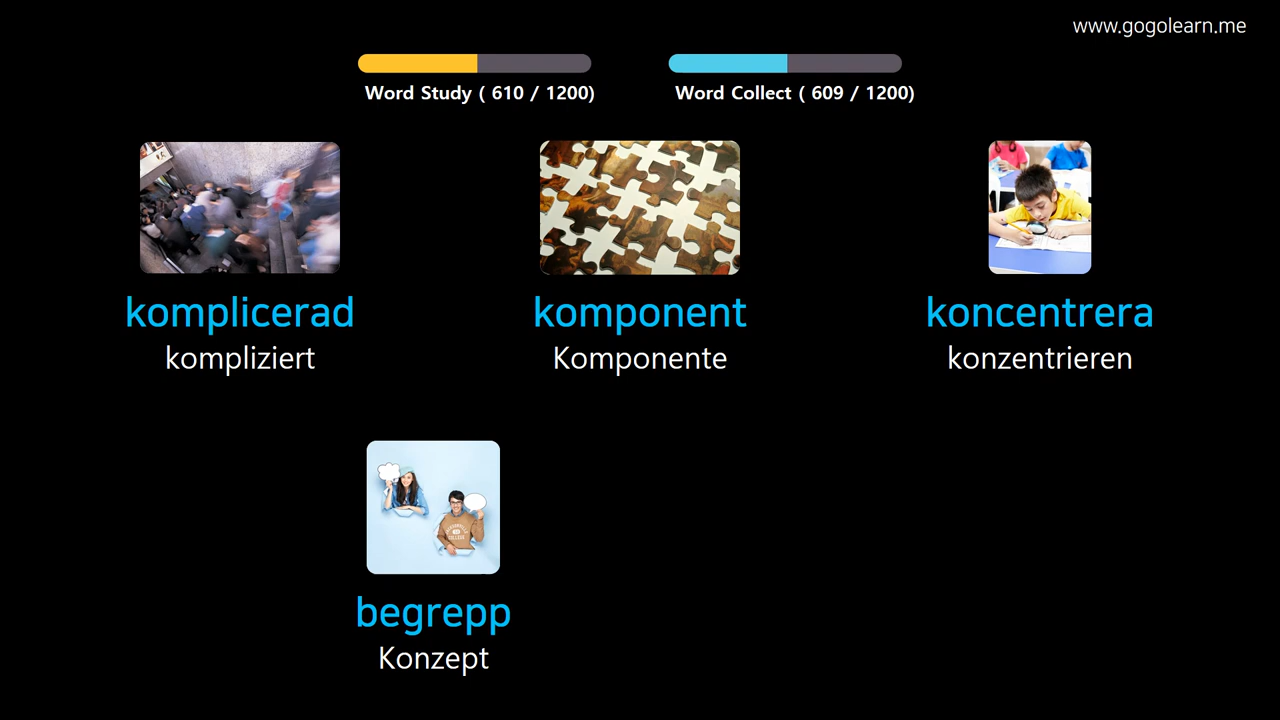 www.gogolearn.me
Word Study ( 610 / 1200)
Word Collect ( 609 / 1200)
komplicerad
kompliziert
komponent
Komponente
koncentrera
konzentrieren
begrepp
Konzept